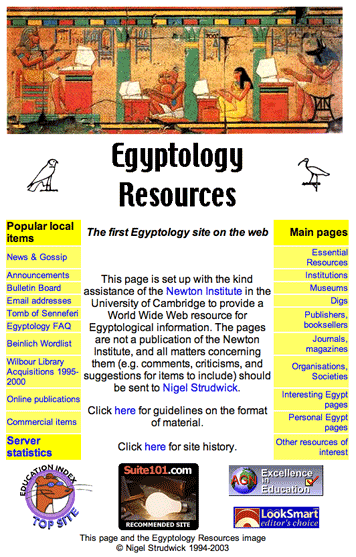 Egyptology
Resources
Popular local
items
News & Gossip
Announcements
Bulletin Board
Email addresses
Tomb of Senneferi
Egyptology FAQ
Beinlich Wordlist
Wilbour Library
Acquisitions 1995-
2000
Online publications
Commercial items
Server
statistics
The first Egyptology site on the web
This page is set up with the kind
assistance of the Newton Institute in the
University of Cambridge to provide a
World Wide Web resource for
Egyptological information. The pages
are not a publication of the Newton
Institute, and all matters concerning
them (e.g. comments, criticisms, and
suggestions for items to include) should
be sent to Nigel Strudwick.
Click here for guidelines on the format
of material.
Click here for site history.
Main pages
Essential
Resources
Institutions
Museums
Digs
Publishers,
booksellers
Journals,
magazines
Organisations,
Societies
Interesting Egypt
pages
Personal Egypt
pages
Other resources of
interest
EDUCATION INDEX
TOP SITE
Suite101.com
RECOMMENDED SITE
AGN
Excellence
in
Education
LookSmart
editor's choice
This page and the Egyptology Resources image
© Nigel Strudwick 1994-2003